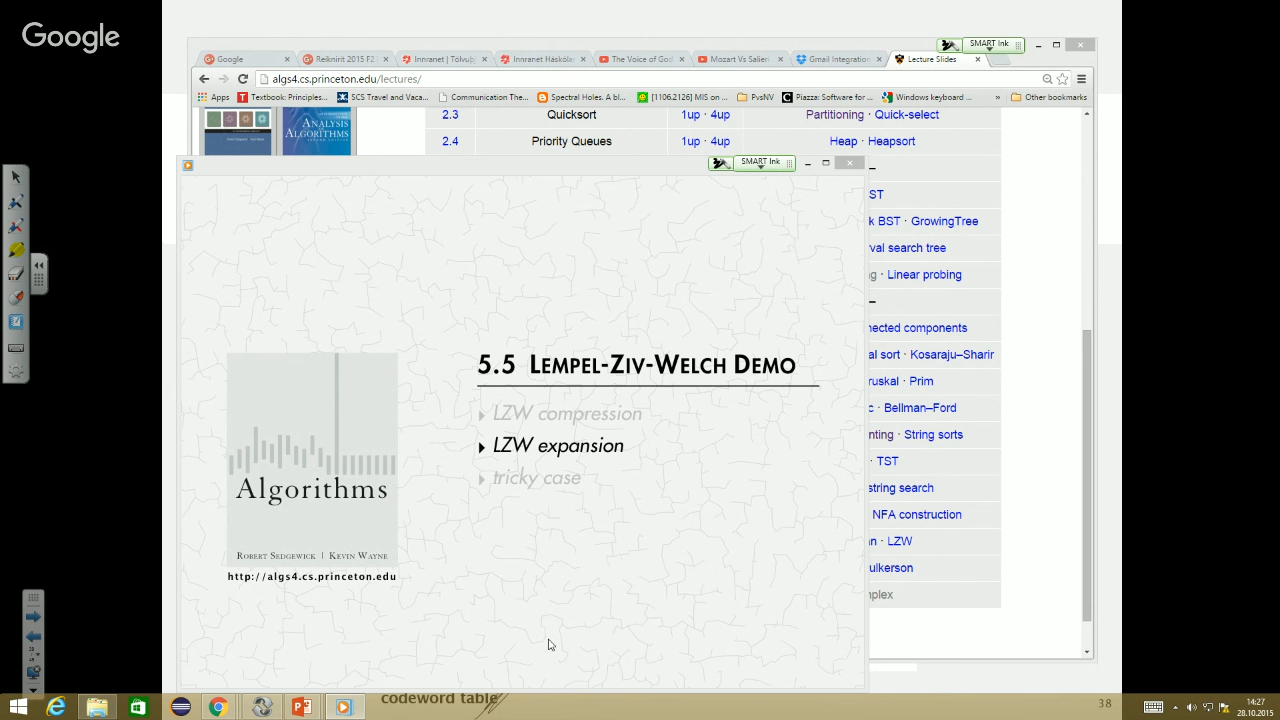 Google
SMART Ink
Google
Reiknirit 2015 F2
Innranet | Tölvup
Innranet Háskóla
The Voice of God
Mozart Vs Salieri
Gmail Integration
Lecture Slides
algs4.cs.princeton.edu/lectures/
Apps
Textbook: Principles...
SCS Travel and Vaca...
Communication The...
Spectral Holes. A bl...
[1106.2126] MIS on ...
PvsNV
Piazza: Software for ...
Windows keyboard ...
»
Other bookmarks
ANALYSIS
ALGORITHMS
2.3 Quicksort 1up · 4up Partitioning · Quick-select
2.4 Priority Queues 1up · 4up Heap · Heapsort
SMART Ink
ST
k BST · GrowingTree
val search tree
g · Linear probing
nected components
al sort · Kosaraju–Sharir
ruskal · Prim
c · Bellman–Ford
nting · String sorts
· TST
string search
NFA construction
n · LZW
ulkerson
plex
5.5 LEMPEL-ZIV-WELCH DEMO
LZW compression
LZW expansion
tricky case
Algorithms
ROBERT SEDGEWICK | KEVIN WAYNE
http://algs4.cs.princeton.edu
codeword table
38
14:27
28.10.2015